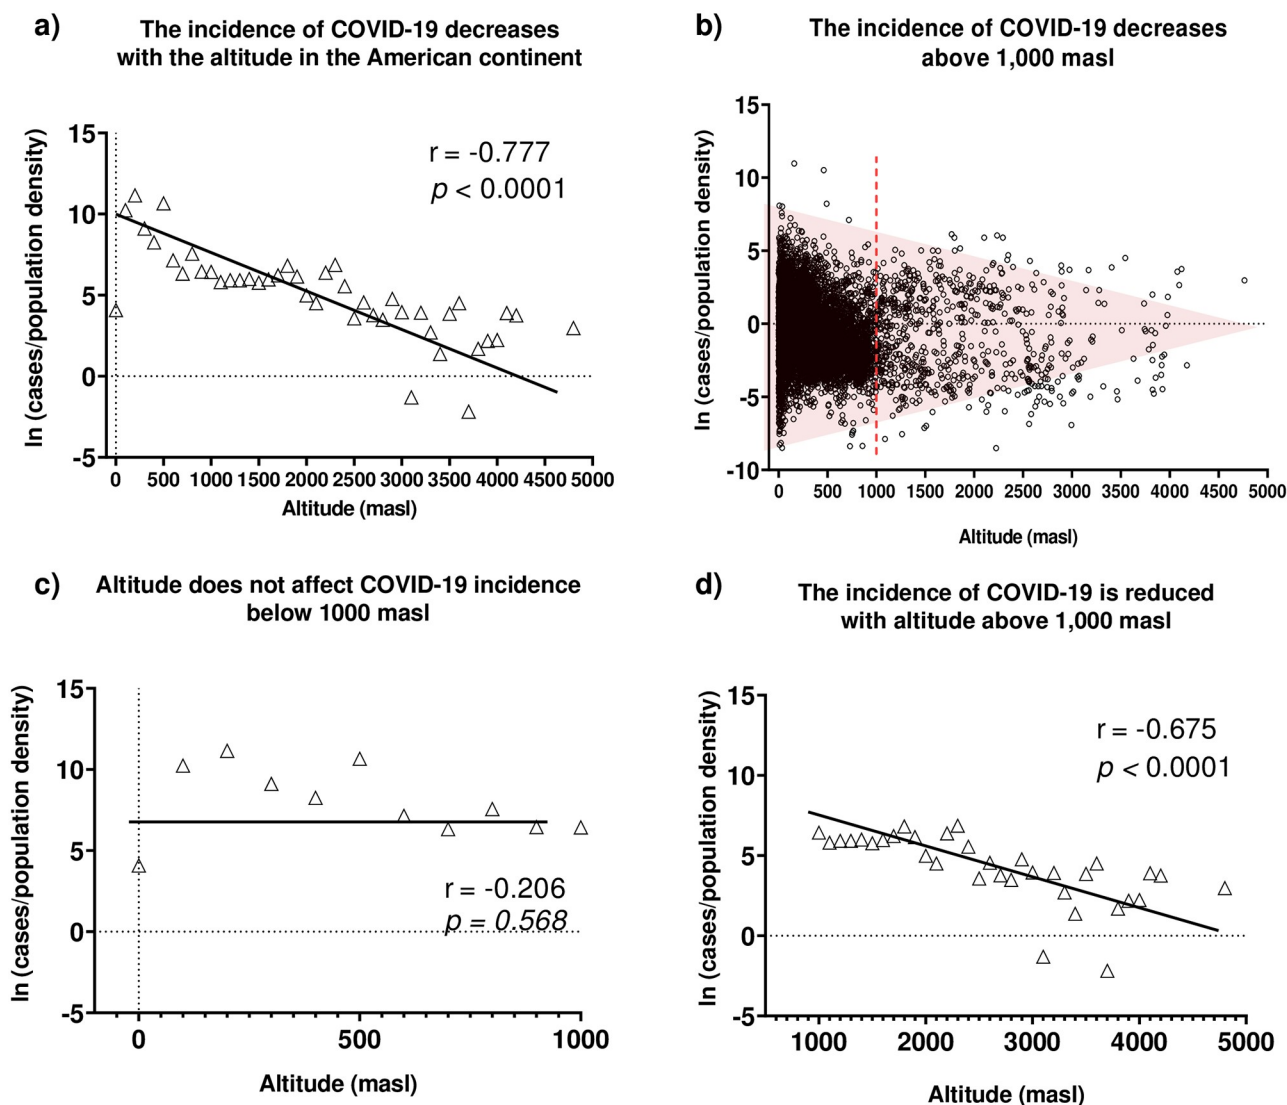 a)
The incidence of COVID-19 decreases
with the altitude in the American continent
ln (cases/population density)
15
10
5
0
-5
r = -0.777
p < 0.0001
0 500 1000 1500 2000 2500 3000 3500 4000 4500 5000
Altitude (masl)
b)
The incidence of COVID-19 decreases
above 1,000 masl
ln (cases/population density)
15
10
5
0
-5
-10
0 500 1000 1500 2000 2500 3000 3500 4000 4500 5000
Altitude (masl)
c)
Altitude does not affect COVID-19 incidence
below 1000 masl
ln (cases/population density)
15
10
5
0
-5
r = -0.206
p = 0.568
0 500 1000
Altitude (masl)
d)
The incidence of COVID-19 is reduced
with altitude above 1,000 masl
ln (cases/population density)
15
10
5
0
-5
r = -0.675
p < 0.0001
1000 2000 3000 4000 5000
Altitude (masl)